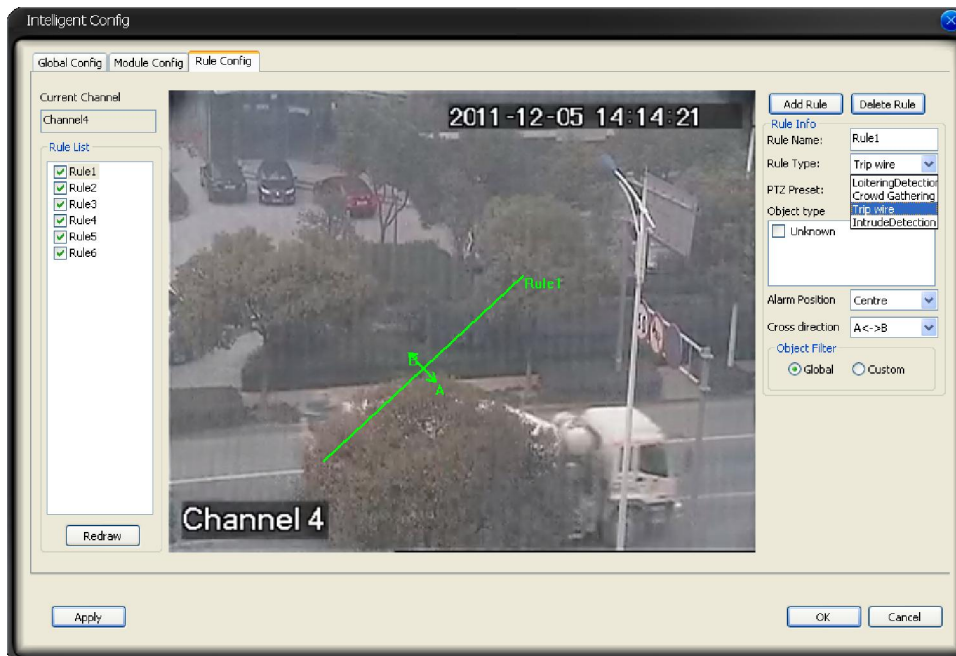 Intelligent Config
Global Config
Module Config
Rule Config
Current Channel
Channel4
Rule List
Rule1
Rule2
Rule3
Rule4
Rule5
Rule6
Redraw
2011-12-05 14:14:21
Rule1
A
Channel 4
Add Rule
Delete Rule
Rule Info
Rule Name:
Rule1
Rule Type:
Trip wire
PTZ Preset:
LoiteringDetection
Crowd Gathering
Trip wire
IntrudeDetection
Object type
Unknown
Alarm Position
Centre
Cross direction
A<->B
Object Filter
Global
Custom
Apply
OK
Cancel